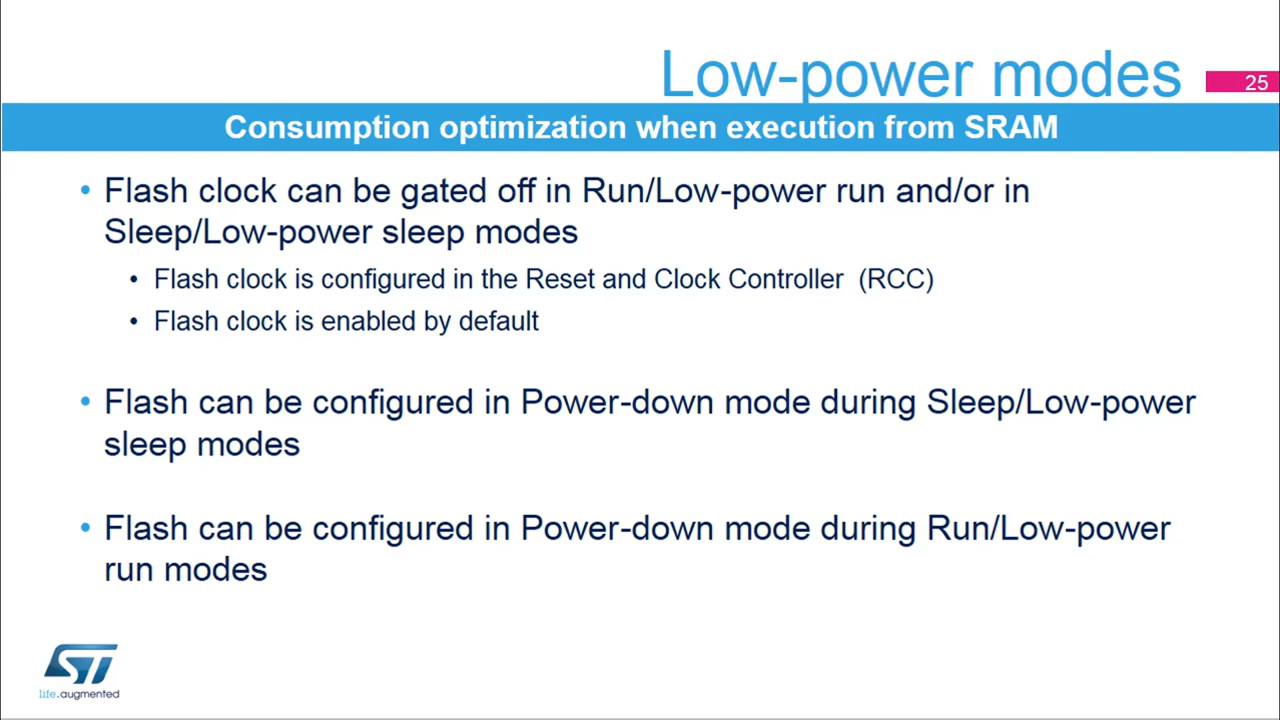 Low-power modes
25
Consumption optimization when execution from SRAM
• Flash clock can be gated off in Run/Low-power run and/or in
Sleep/Low-power sleep modes
• Flash clock is configured in the Reset and Clock Controller (RCC)
• Flash clock is enabled by default
• Flash can be configured in Power-down mode during Sleep/Low-power
sleep modes
• Flash can be configured in Power-down mode during Run/Low-power
run modes
ST
life.augmented